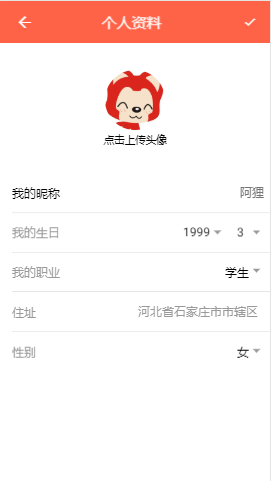 个人资料
点击上传头像
我的昵称 阿狸
我的生日 1999 3
我的职业 学生
住址 河北省石家庄市市辖区
性别 女